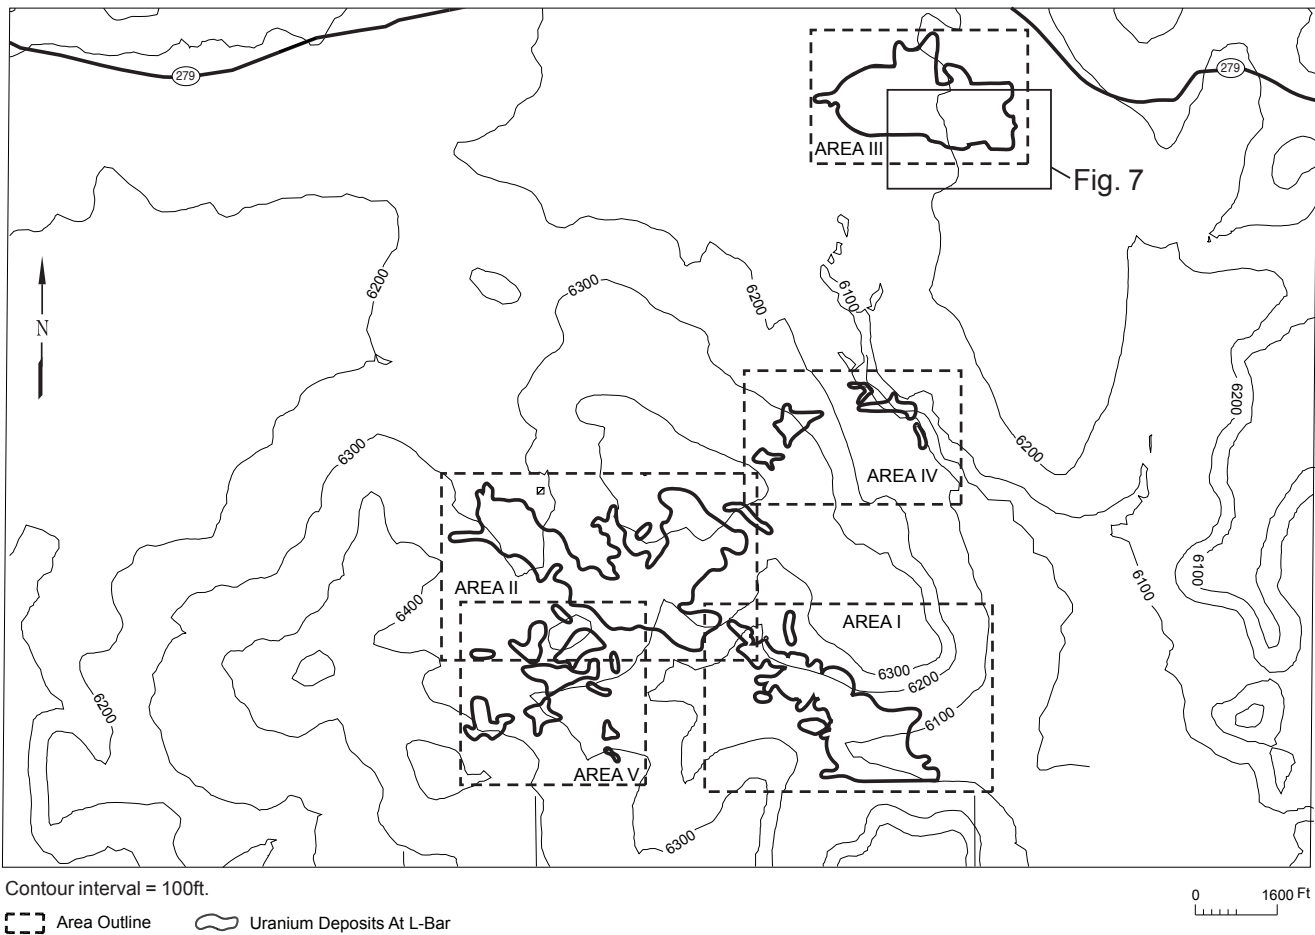 279
279
AREA III
Fig. 7
6200
6300
6200
6100
N
6200
6200
6300
AREA IV
AREA II
6400
6100
6100
AREA I
6300
6200
6200
6100
AREA V
6300
Contour interval = 100ft.
0 1600 Ft
Area Outline Uranium Deposits At L-Bar